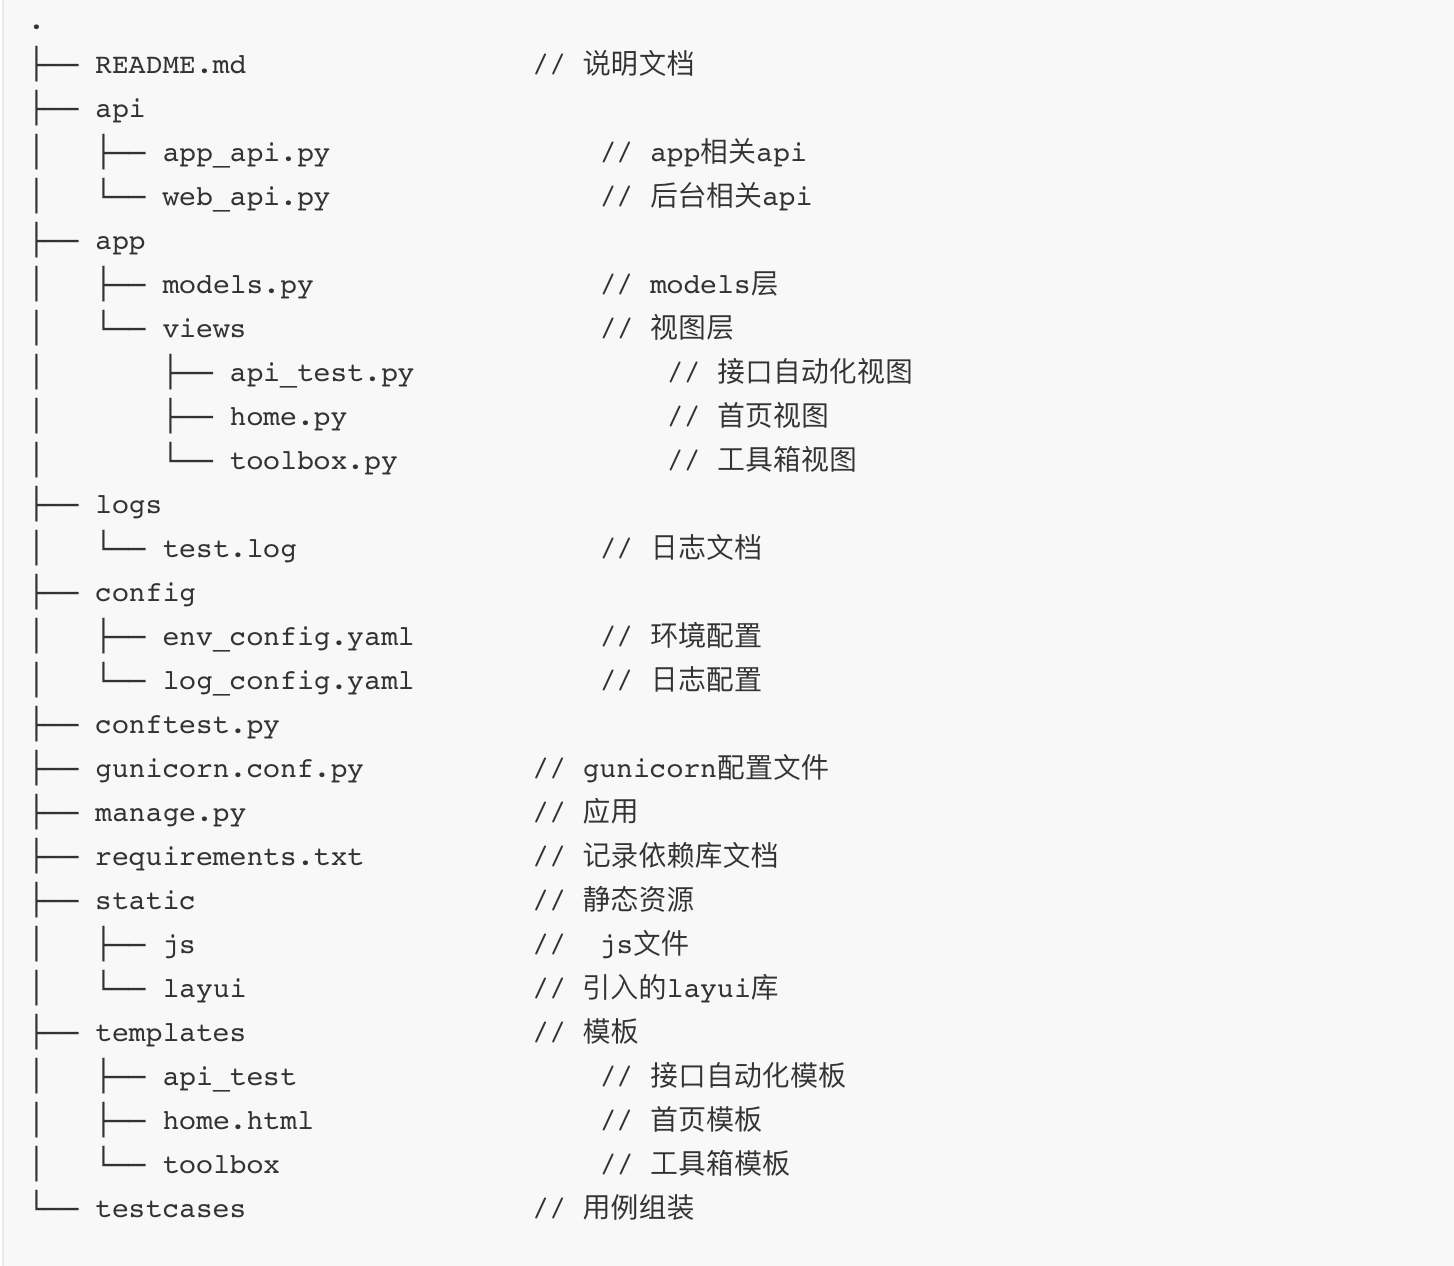 .
├── README.md                 // 说明文档
├── api
│   ├── app_api.py                // app相关api
│   └── web_api.py                // 后台相关api
├── app
│   ├── models.py                 // models层
│   └── views                     // 视图层
│       ├── api_test.py               // 接口自动化视图
│       ├── home.py                   // 首页视图
│       └── toolbox.py                // 工具箱视图
├── logs
│   └── test.log                  // 日志文档
├── config
│   ├── env_config.yaml           // 环境配置
│   └── log_config.yaml           // 日志配置
├── conftest.py
├── gunicorn.conf.py          // gunicorn配置文件
├── manage.py                 // 应用
├── requirements.txt          // 记录依赖库文档
├── static                    // 静态资源
│   ├── js                    //  js文件
│   └── layui                 // 引入的layui库
├── templates                 // 模板
│   ├── api_test                  // 接口自动化模板
│   ├── home.html                 // 首页模板
│   └── toolbox                   // 工具箱模板
└── testcases                 // 用例组装